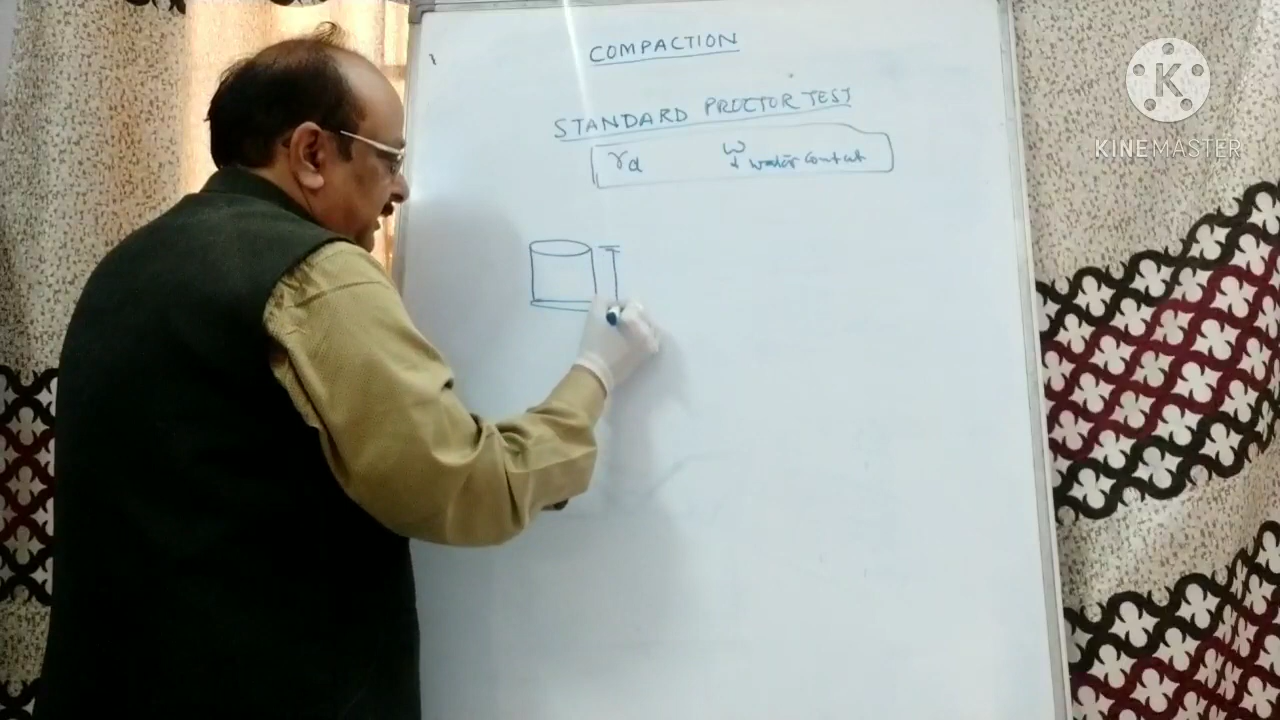 COMPACTION
STANDARD PROCTOR TEST
γd w
water content
K
KINEMASTER